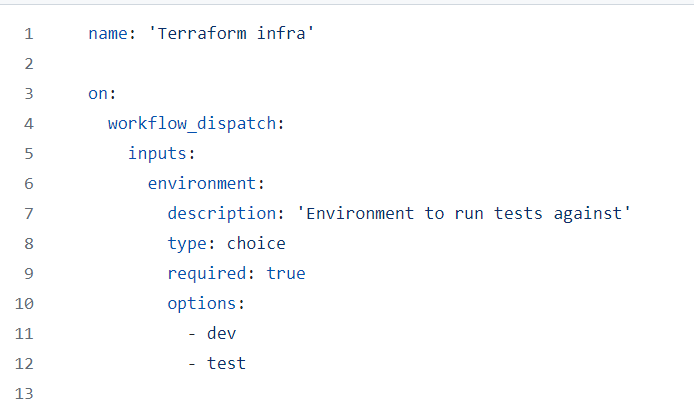 1 name: 'Terraform infra'
2
3 on:
4 workflow_dispatch:
5 inputs:
6 environment:
7 description: 'Environment to run tests against'
8 type: choice
9 required: true
10 options:
11 - dev
12 - test
13